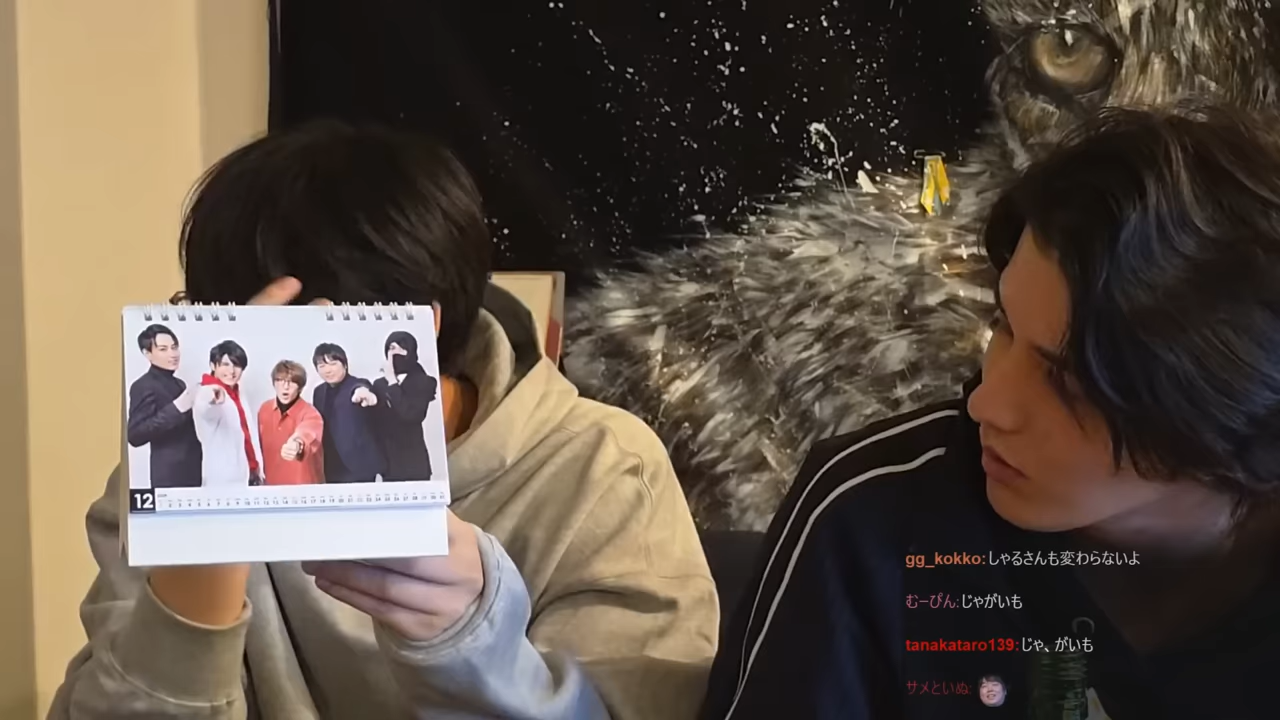 12
gg_kokko:しゃるさんも変わらないよ
むーぴん:じゃがいも
tanakataro139:じゃ、がいも
サメといぬ: